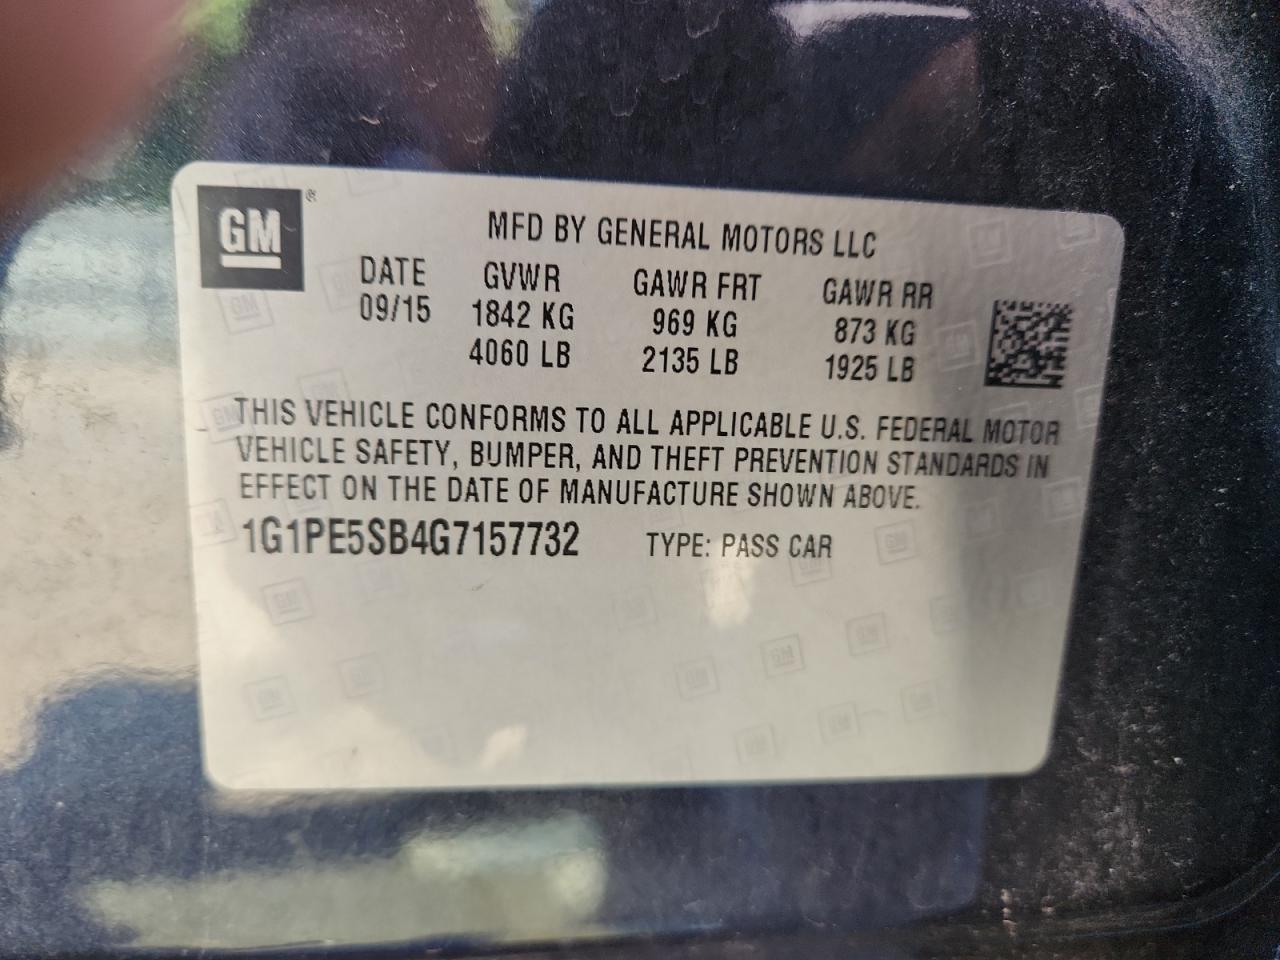 GM ®
MFD BY GENERAL MOTORS LLC
DATE GVWR GAWR FRT GAWR RR
09/15 1842 KG 969 KG 873 KG
4060 LB 2135 LB 1925 LB
THIS VEHICLE CONFORMS TO ALL APPLICABLE U.S. FEDERAL MOTOR
VEHICLE SAFETY, BUMPER, AND THEFT PREVENTION STANDARDS IN
EFFECT ON THE DATE OF MANUFACTURE SHOWN ABOVE.
1G1PE5SB4G7157732 TYPE: PASS CAR